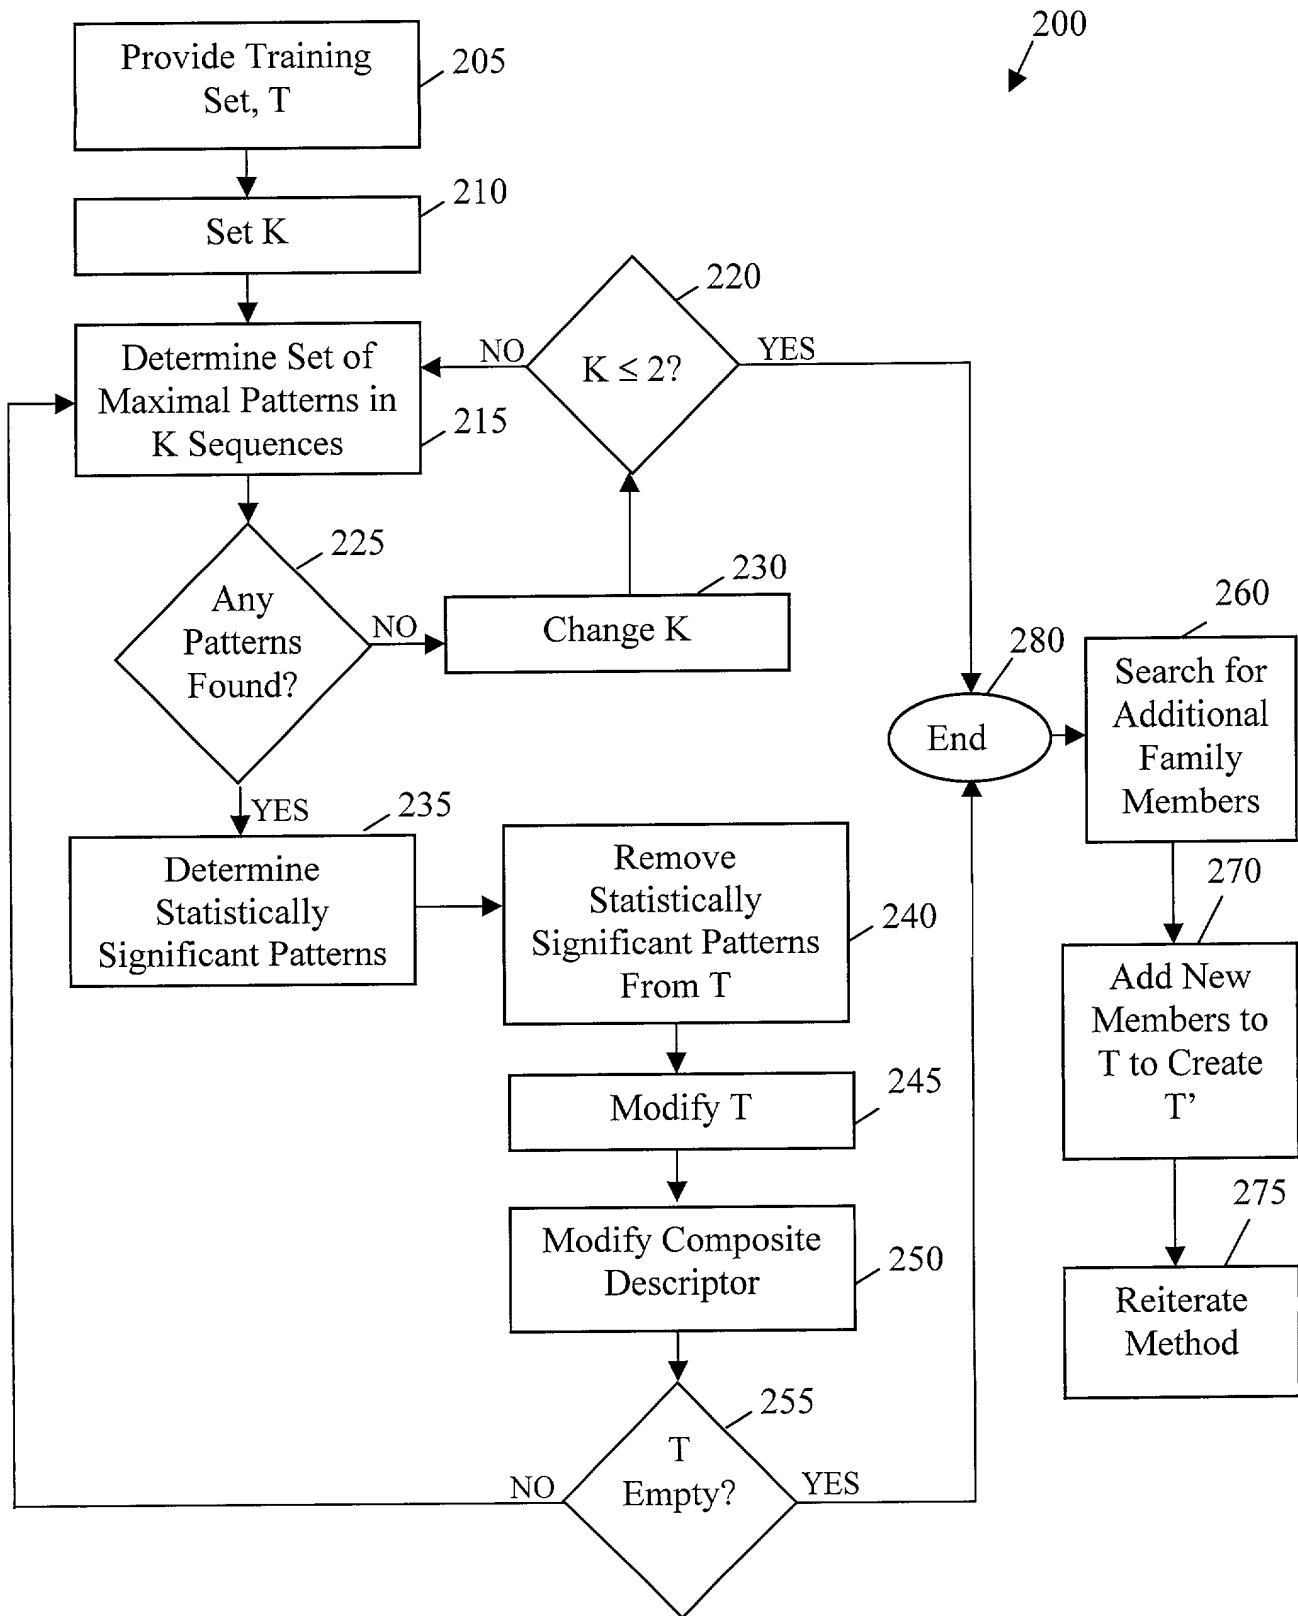 200
Provide Training
Set, T
205
210
Set K
220
K ≤ 2?
NO
YES
Determine Set of
Maximal Patterns in
K Sequences
215
225
Any
Patterns
Found?
NO
YES
230
Change K
235
Determine
Statistically
Significant Patterns
Remove
Statistically
Significant Patterns
From T
240
Modify T
245
Modify Composite
Descriptor
250
255
T
Empty?
NO
YES
280
End
260
Search for
Additional
Family
Members
270
Add New
Members to
T to Create
T’
275
Reiterate
Method